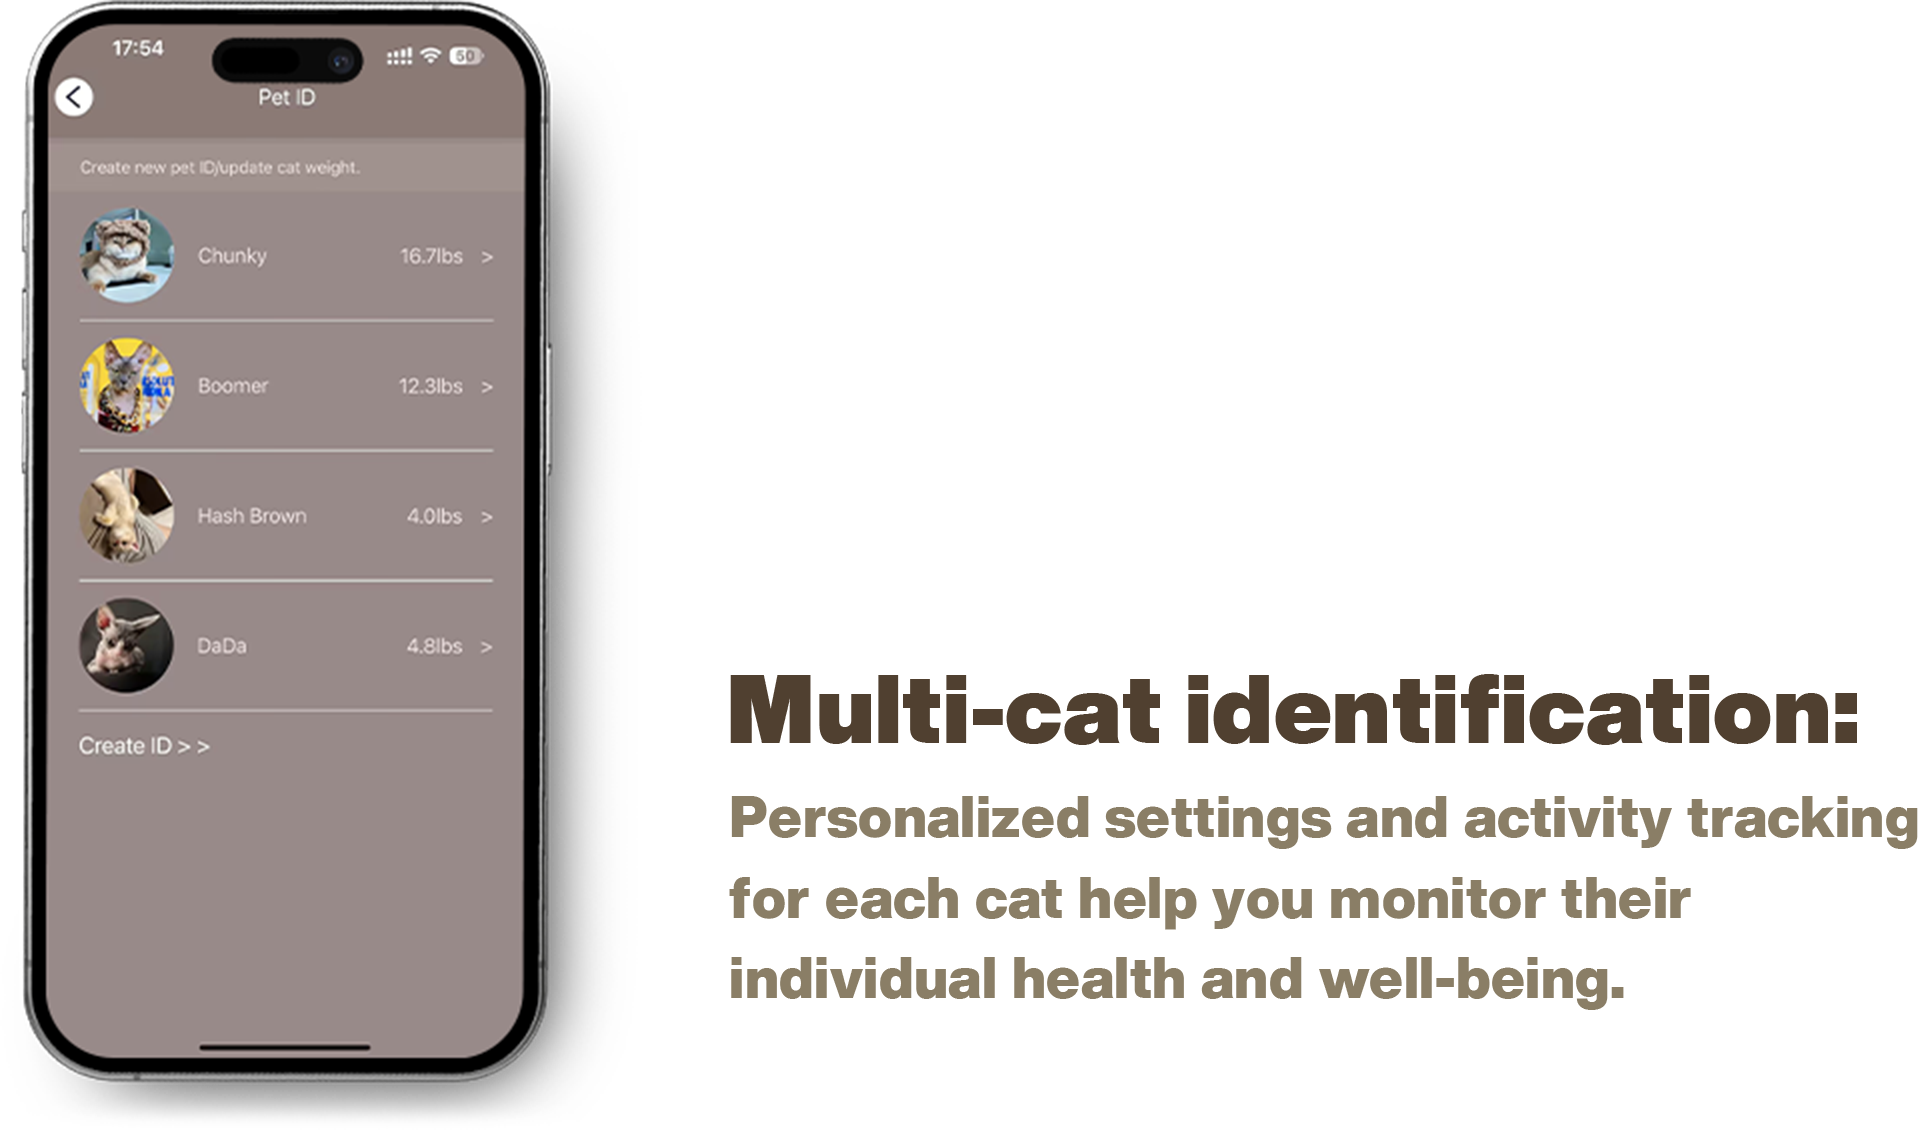 17:54
50
Pet ID
Create new pet ID/update cat weight.
Chunky 16.7lbs >
Boomer 12.3lbs >
Hash Brown 4.0lbs >
DaDa 4.8lbs >
Create ID > >
Multi-cat identification:
Personalized settings and activity tracking
for each cat help you monitor their
individual health and well-being.